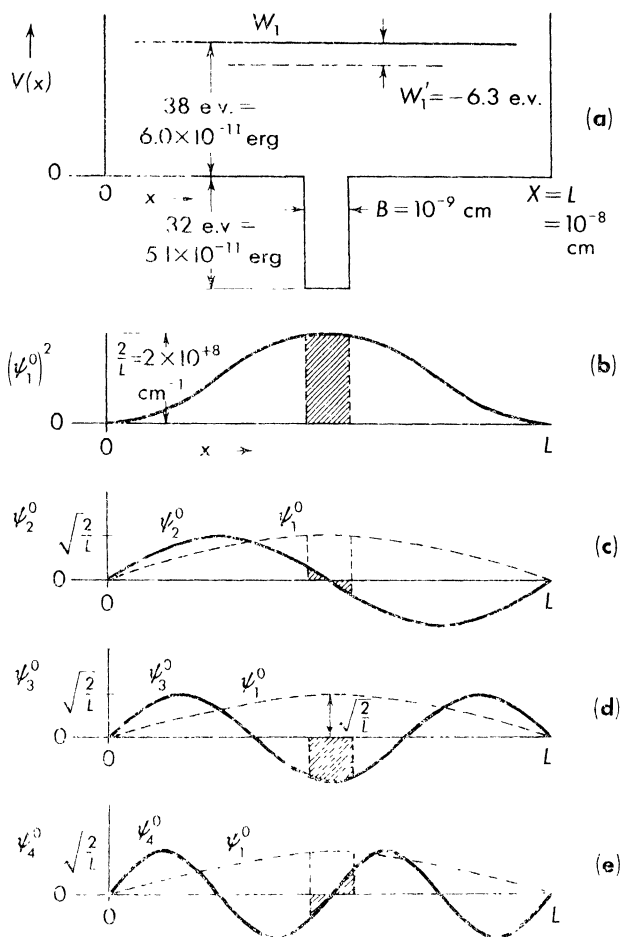 W₁
V(x)
W₁′=−6.3 e.v.
38 e.v.=
6.0×10⁻¹¹ erg
(a)
0
0
x
B = 10⁻⁹ cm
X = L
= 10⁻⁸
cm
32 e.v =
5.1×10⁻¹¹ erg
(ψ₁⁰)²
2/L = 2 × 10⁺⁸
cm⁻¹
(b)
0
0
x
L
ψ₂⁰
√2/L
ψ₂⁰
ψ₁⁰
(c)
0
0
L
ψ₃⁰
√2/L
ψ₃⁰
ψ₁⁰
√2/L
(d)
0
0
L
ψ₄⁰
√2/L
ψ₄⁰
ψ₁⁰
(e)
0
0
L